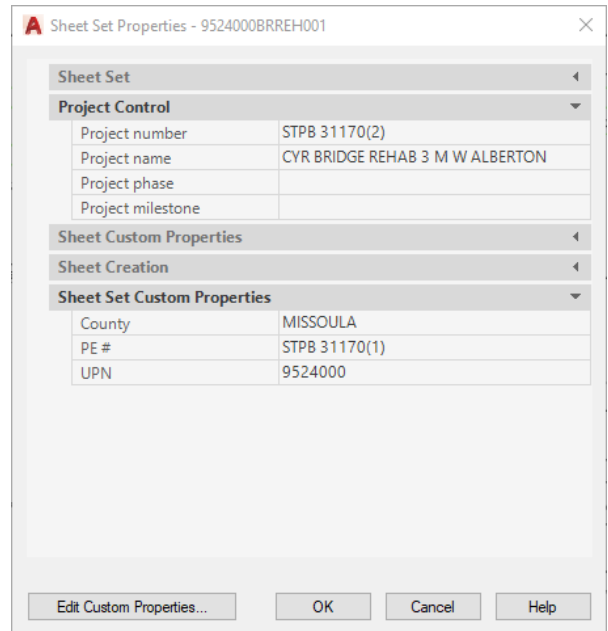 Sheet Set Properties - 9524000BRREH001
Sheet Set
Project Control
Project number STPB 31170(2)
Project name CYR BRIDGE REHAB 3 M W ALBERTON
Project phase
Project milestone
Sheet Custom Properties
Sheet Creation
Sheet Set Custom Properties
County MISSOULA
PE # STPB 31170(1)
UPN 9524000
Edit Custom Properties... OK Cancel Help